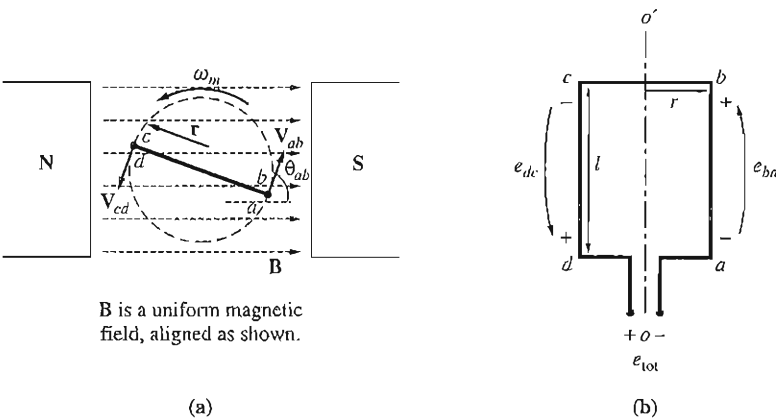 ω_m
r
c
d
V_ab
θ_ab
b
a
V_cd
N
S
B
B is a uniform magnetic
field, aligned as shown.
(a)
o′
c
b
−
r
+
e_dc
l
e_ba
+
−
d
a
+ o −
e_tot
(b)